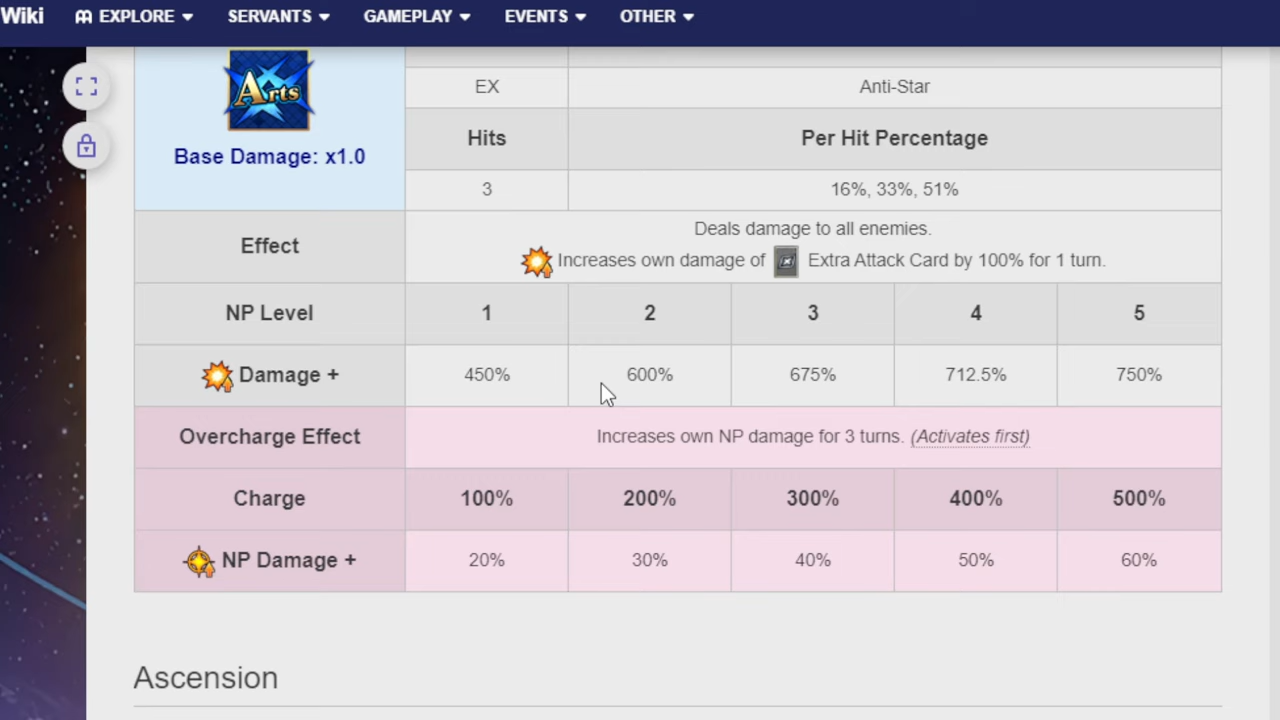 Wiki EXPLORE SERVANTS GAMEPLAY EVENTS OTHER
Arts
Base Damage: x1.0
EX Anti-Star
Hits Per Hit Percentage
3 16%, 33%, 51%
Effect
Deals damage to all enemies.
Increases own damage of Extra Attack Card by 100% for 1 turn.
NP Level 1 2 3 4 5
Damage + 450% 600% 675% 712.5% 750%
Overcharge Effect Increases own NP damage for 3 turns. (Activates first)
Charge 100% 200% 300% 400% 500%
NP Damage + 20% 30% 40% 50% 60%
Ascension